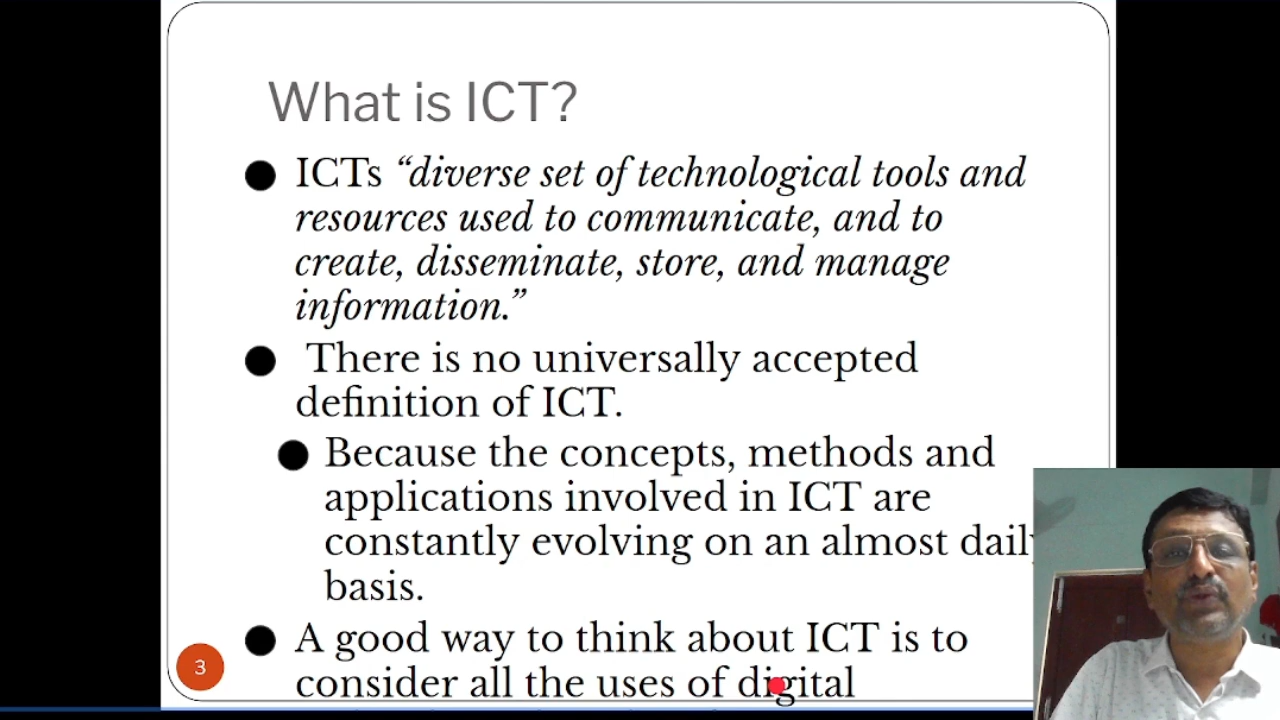 What is ICT?
● ICTs “diverse set of technological tools and
resources used to communicate, and to
create, disseminate, store, and manage
information.”
● There is no universally accepted
definition of ICT.
● Because the concepts, methods and
applications involved in ICT are
constantly evolving on an almost daily
basis.
● A good way to think about ICT is to
consider all the uses of digital
3